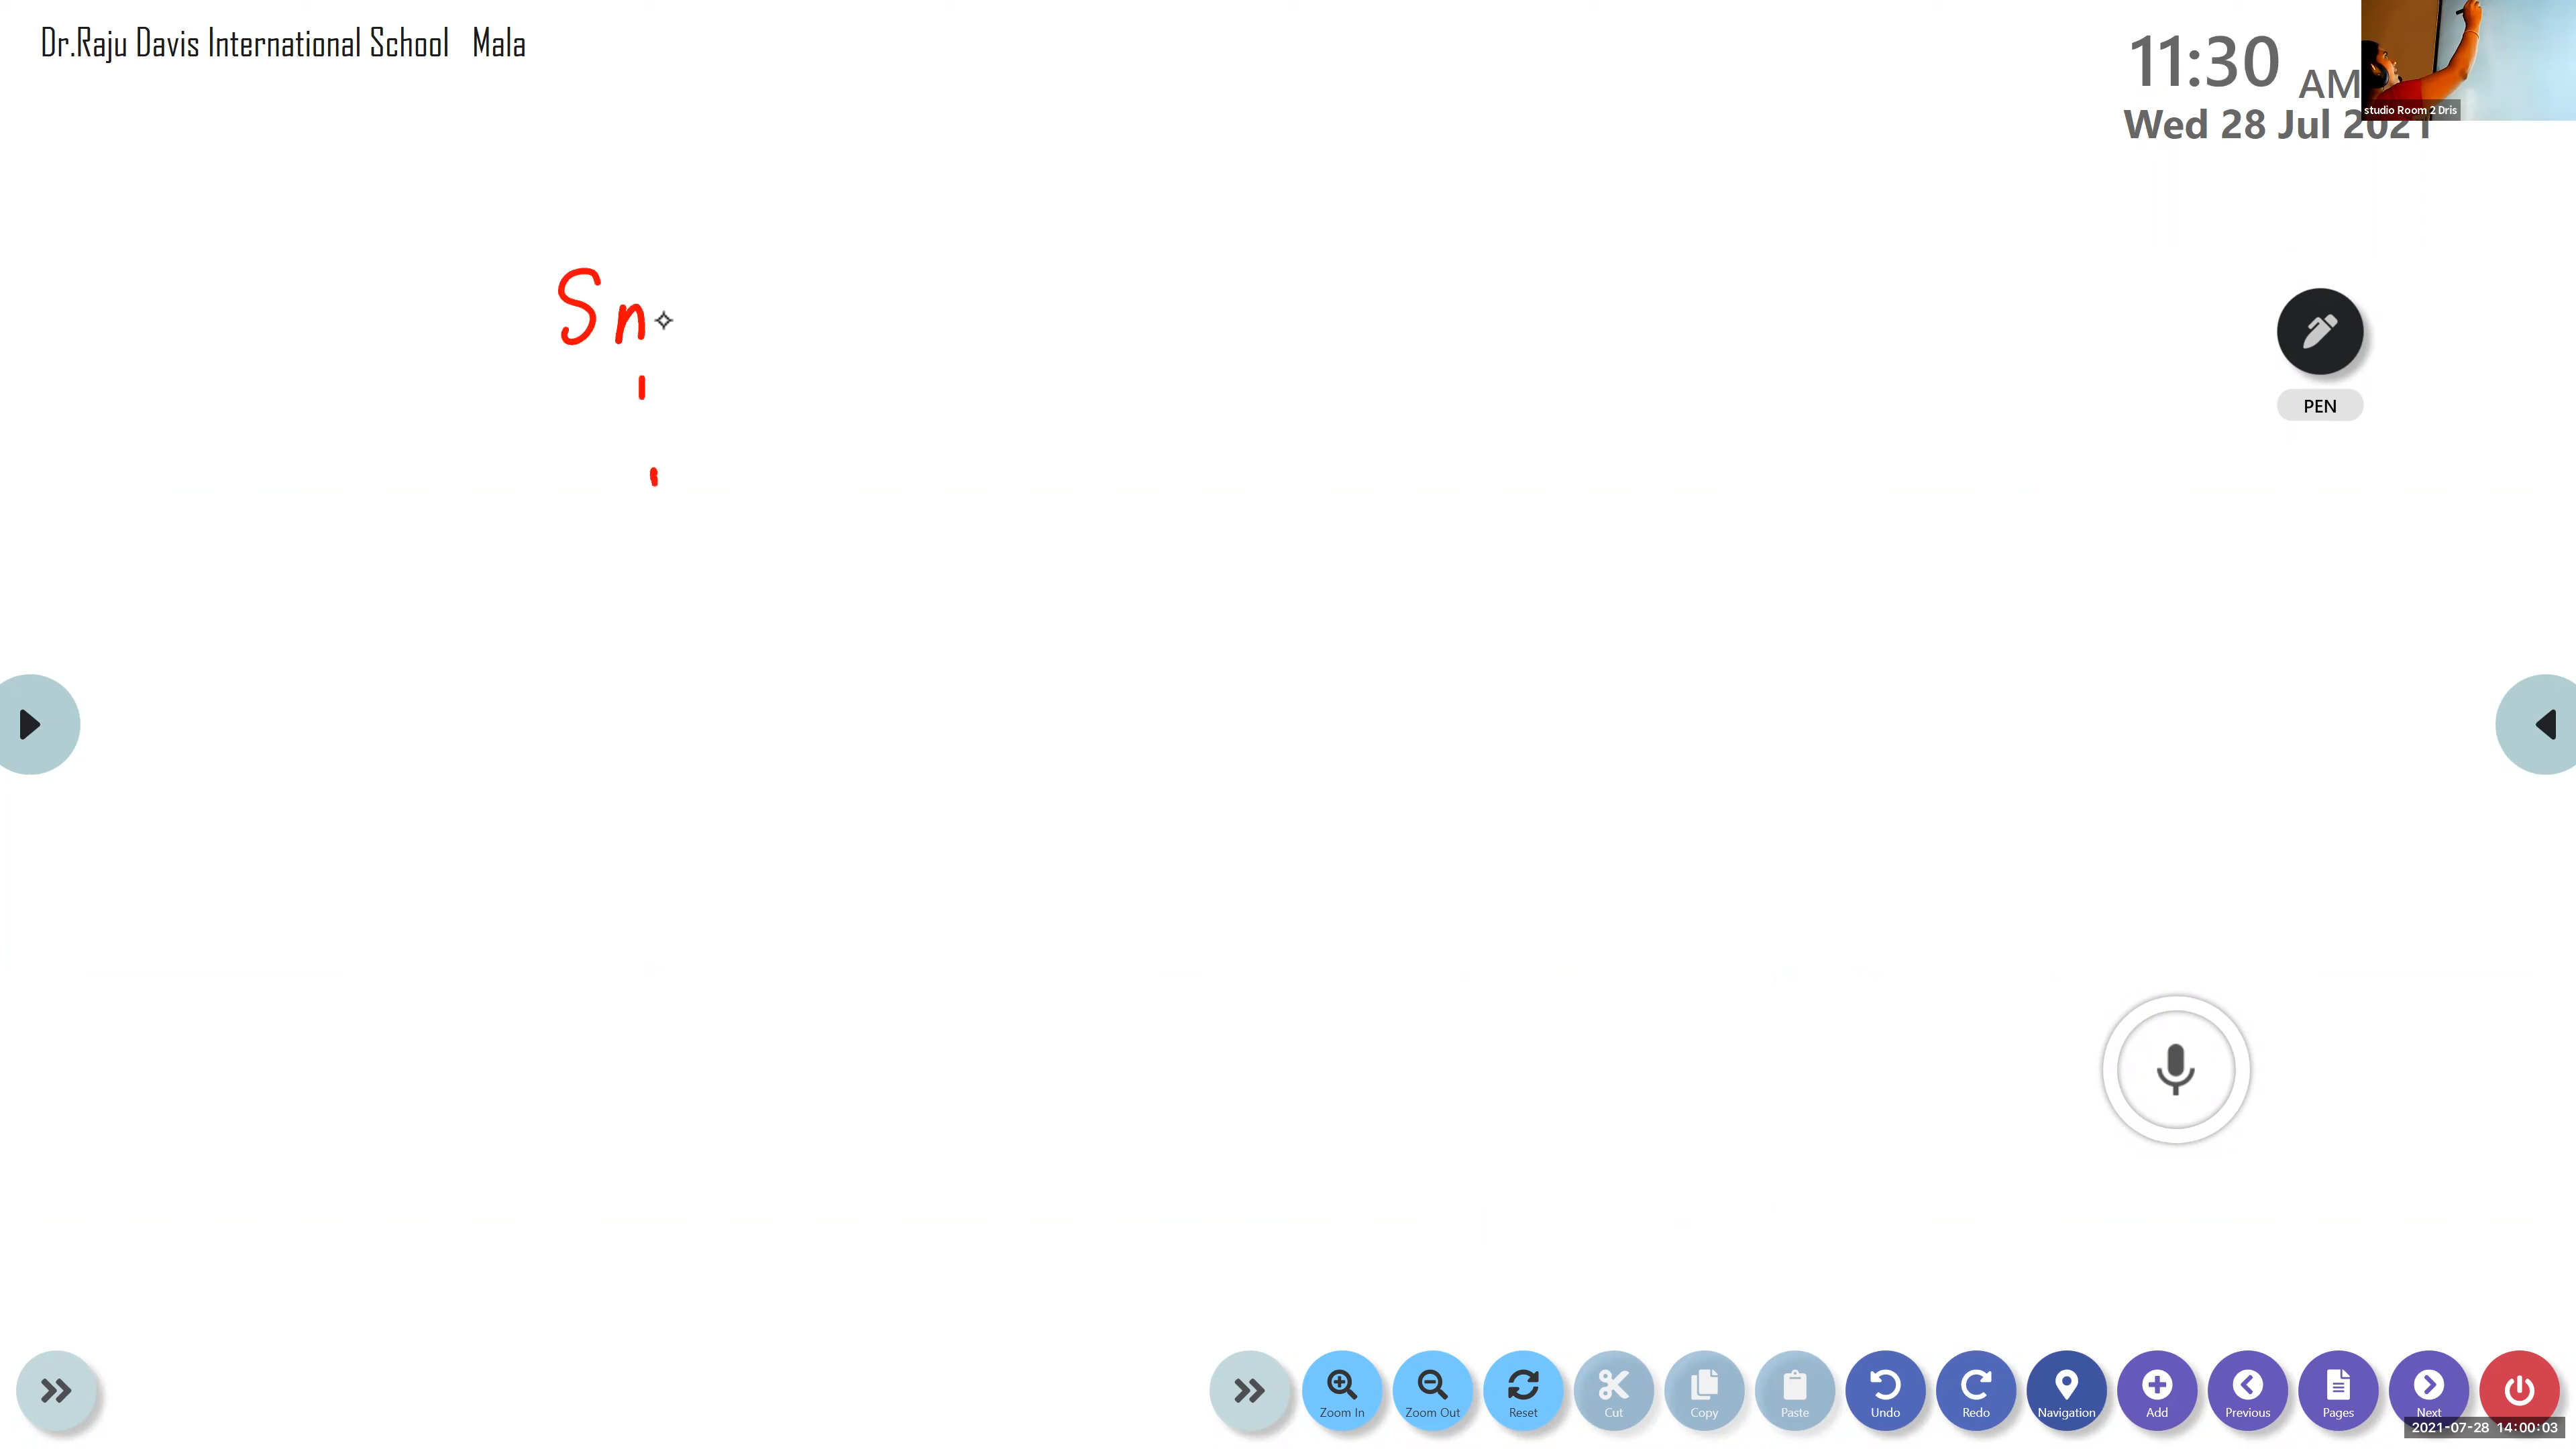 Dr.Raju Davis International School Mala
11:30 AM
Wed 28 Jul 2021
studio Room 2 Dris
Sn
PEN
Zoom In
Zoom Out
Reset
Cut
Copy
Paste
Undo
Redo
Navigation
Add
Previous
Pages
Next
2021-07-28 14:00:03